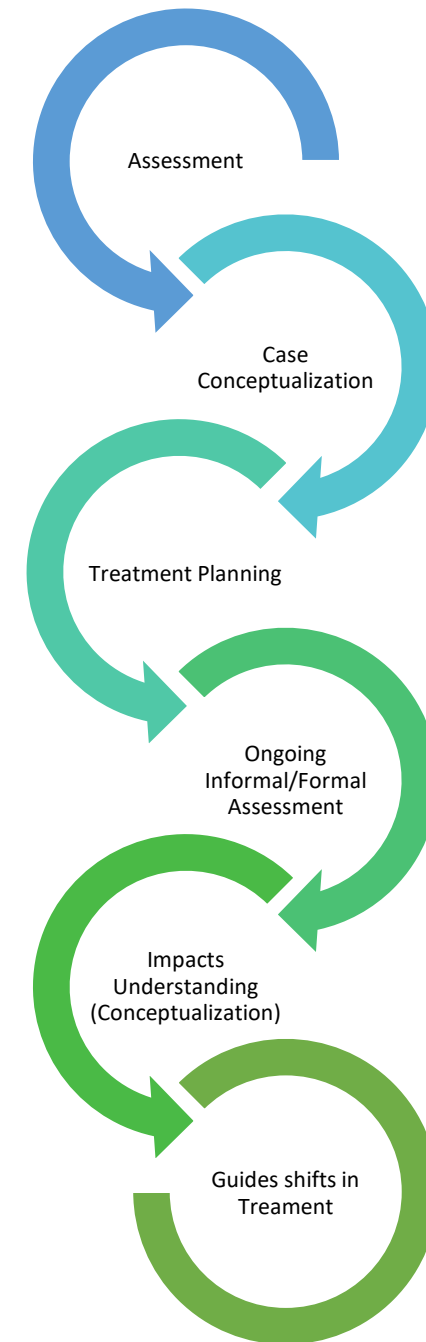 Assessment
Case
Conceptualization
Treatment Planning
Ongoing
Informal/Formal
Assessment
Impacts
Understanding
(Conceptualization)
Guides shifts in
Treament